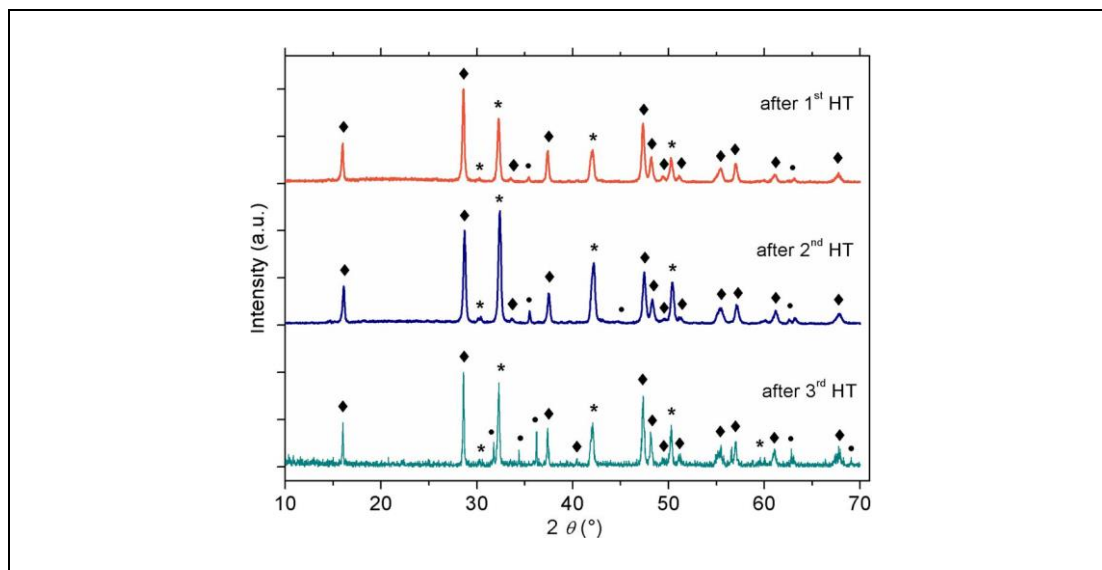 after 1st HT
after 2nd HT
after 3rd HT
Intensity (a.u.)
10 20 30 40 50 60 70
2 θ (°)